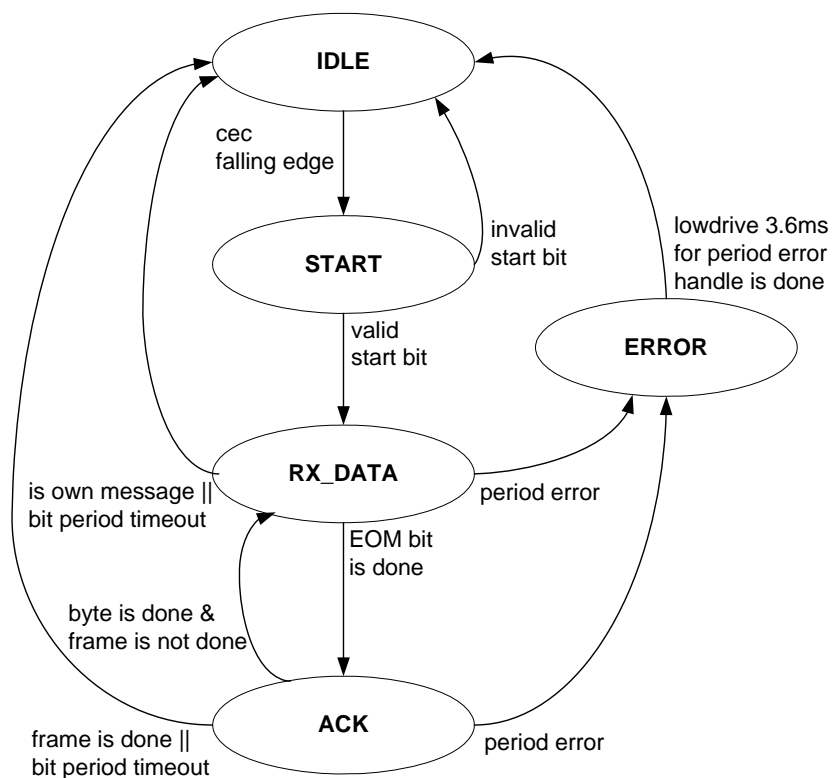 IDLE
cec
falling edge
invalid
start bit
START
lowdrive 3.6ms
for period error
handle is done
valid
start bit
ERROR
RX_DATA
is own message ||
bit period timeout
period error
EOM bit
is done
byte is done &
frame is not done
ACK
frame is done ||
bit period timeout
period error